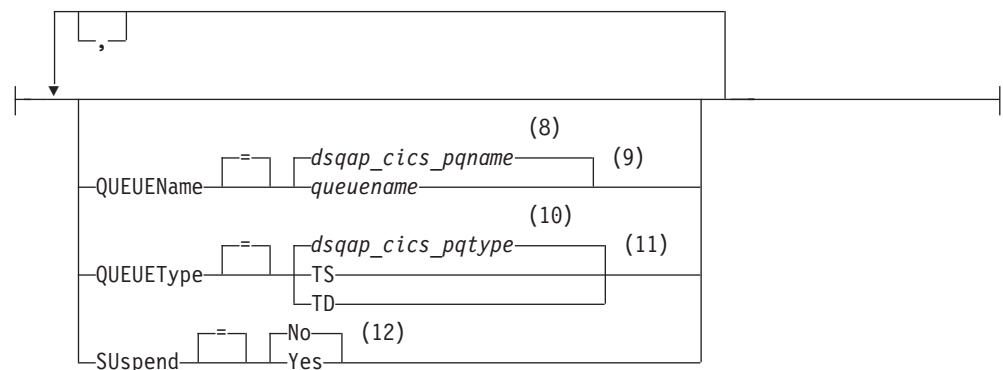 ,
(8)
= dsqap_cics_pqname (9)
QUEUEName queuename
(10)
= dsqap_cics_pqtype (11)
QUEUEType TS
TD
= No (12)
SUspend Yes